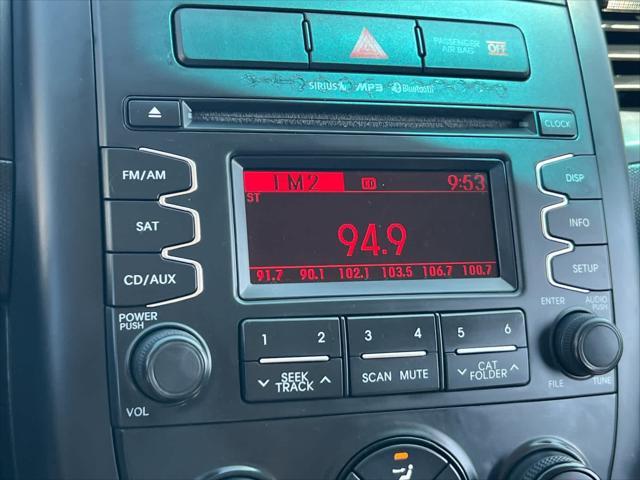 PASSENGER AIR BAG OFF
SIRIUS MP3 Bluetooth
CLOCK
FM/AM
SAT
CD/AUX
FM2 CD 9:53
ST
94.9
91.7 90.1 102.1 103.5 106.7 100.7
DISP
INFO
SETUP
POWER
PUSH
VOL
1 2 3 4 5 6
SEEK
TRACK
SCAN MUTE
CAT
FOLDER
ENTER
AUDIO
PUSH
FILE
TUNE